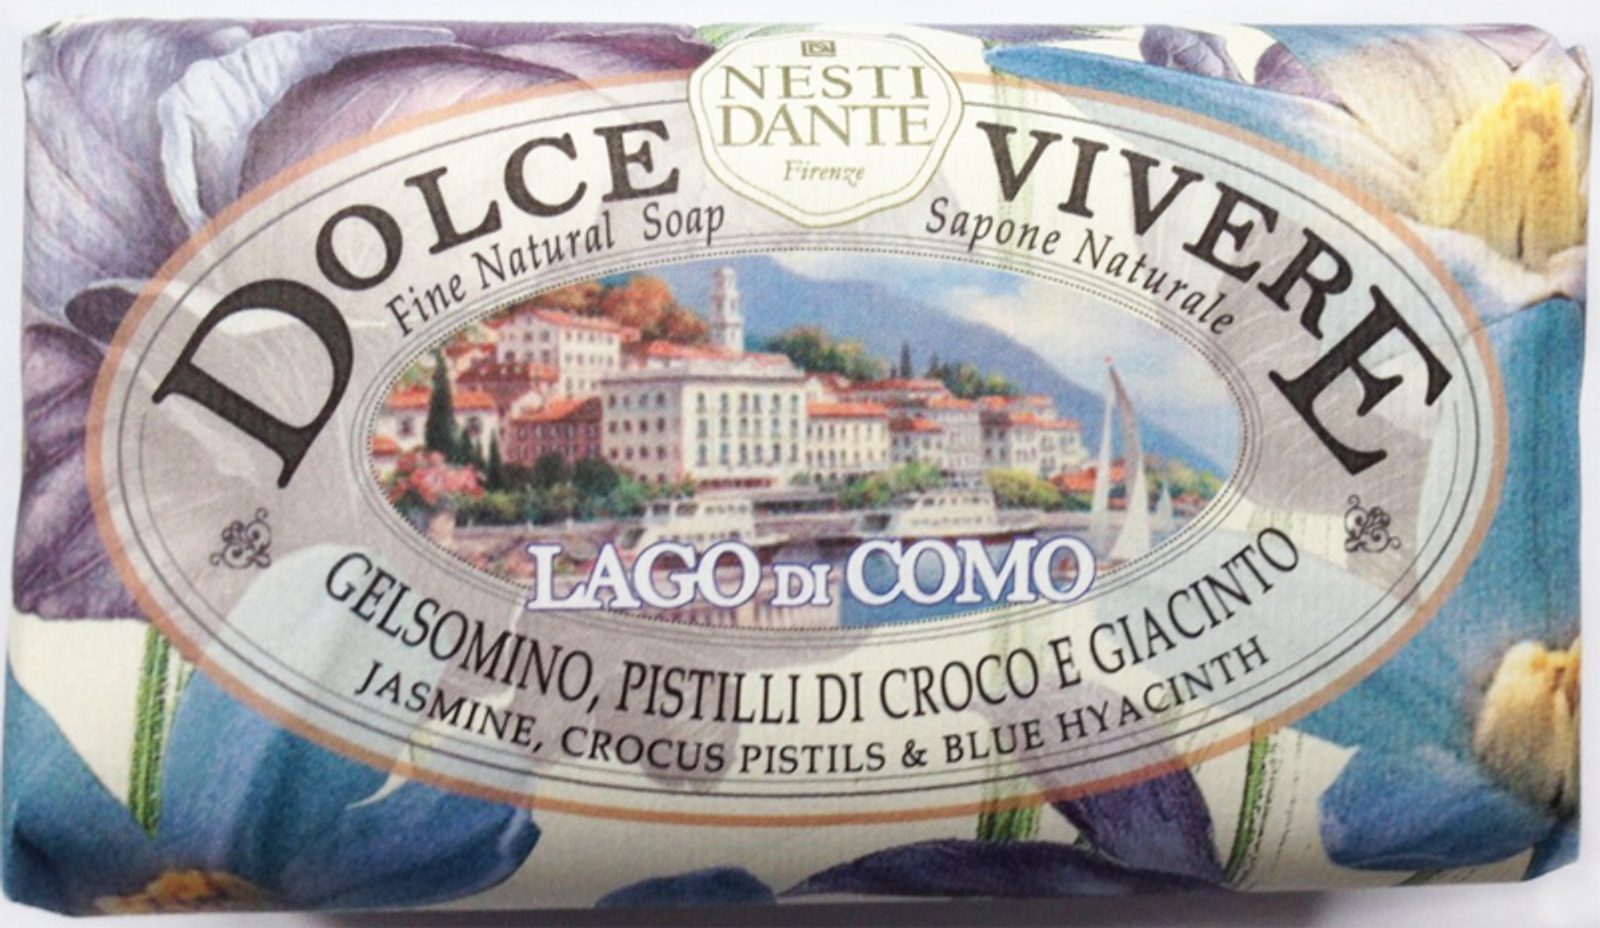 NESTI
DANTE
Firenze
DOLCE VIVERE
Fine Natural Soap
Sapone Naturale
LAGO DI COMO
GELSOMINO, PISTILLI DI CROCO E GIACINTO
JASMINE, CROCUS PISTILS & BLUE HYACINTH